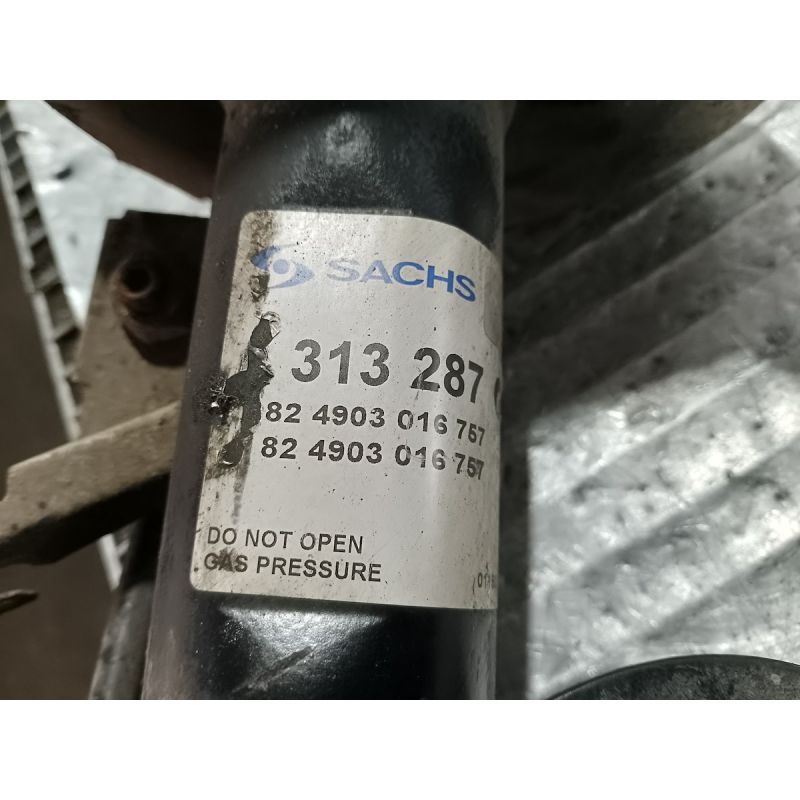 SACHS
313 287
82 4903 016 757
82 4903 016 757
DO NOT OPEN
GAS PRESSURE